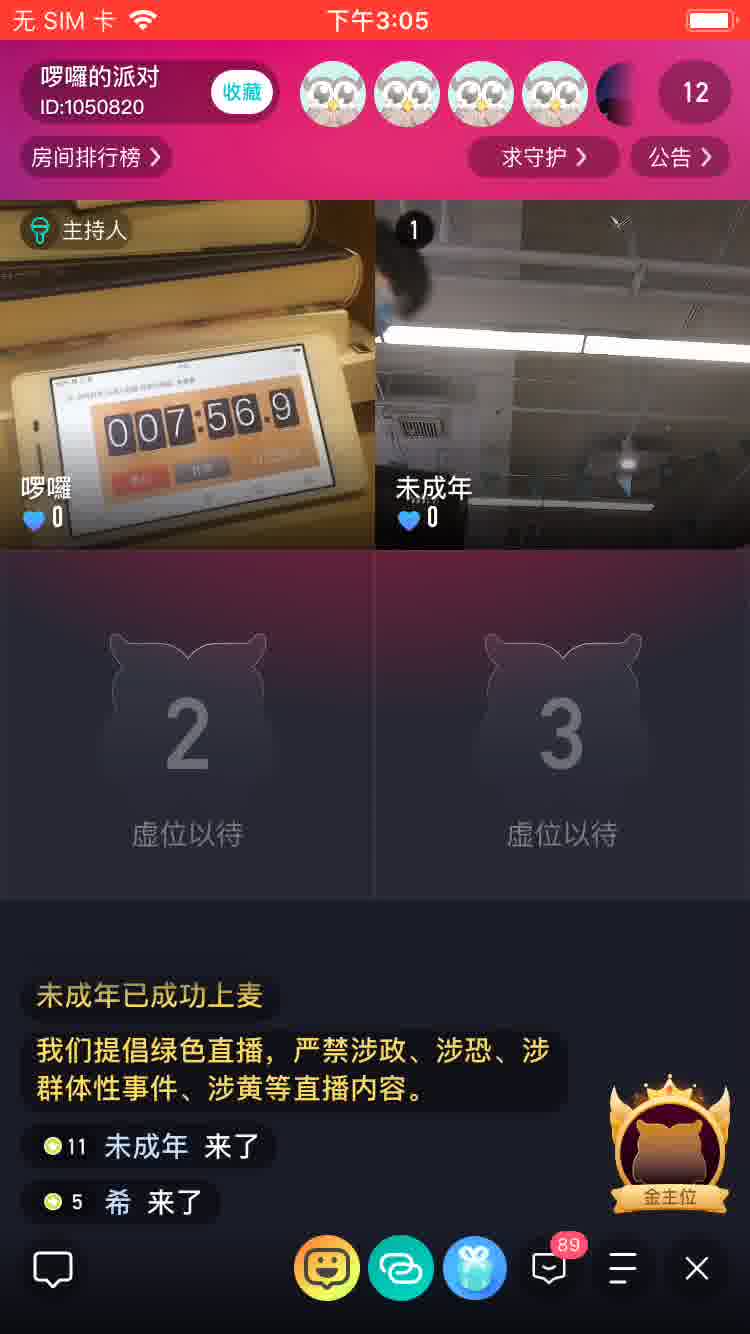 无 SIM 卡
下午3:05
啰囉的派对
ID:1050820
收藏
12
房间排行榜
求守护
公告
主持人
1
007:56.9
啰囉
0
未成年
0
2
虚位以待
3
虚位以待
未成年已成功上麦
我们提倡绿色直播，严禁涉政、涉恐、涉
群体性事件、涉黄等直播内容。
11 未成年 来了
5 希 来了
金主位
89